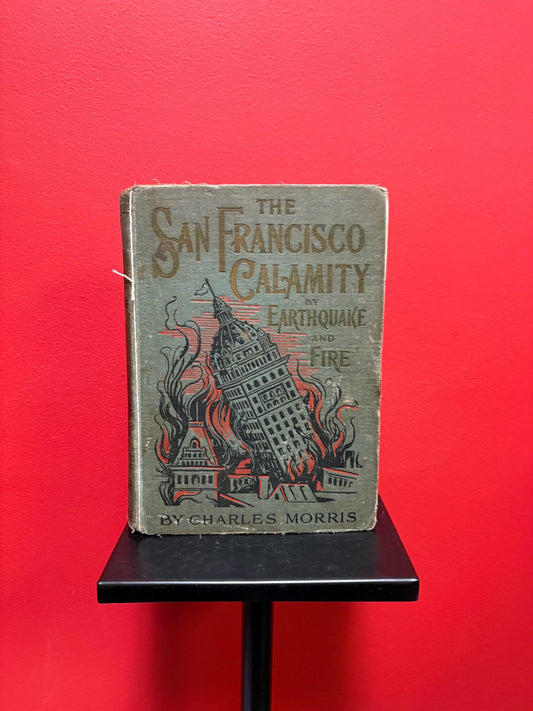 THE
SAN FRANCISCO
CALAMITY
BY
EARTHQUAKE
AND
FIRE
BY CHARLES MORRIS